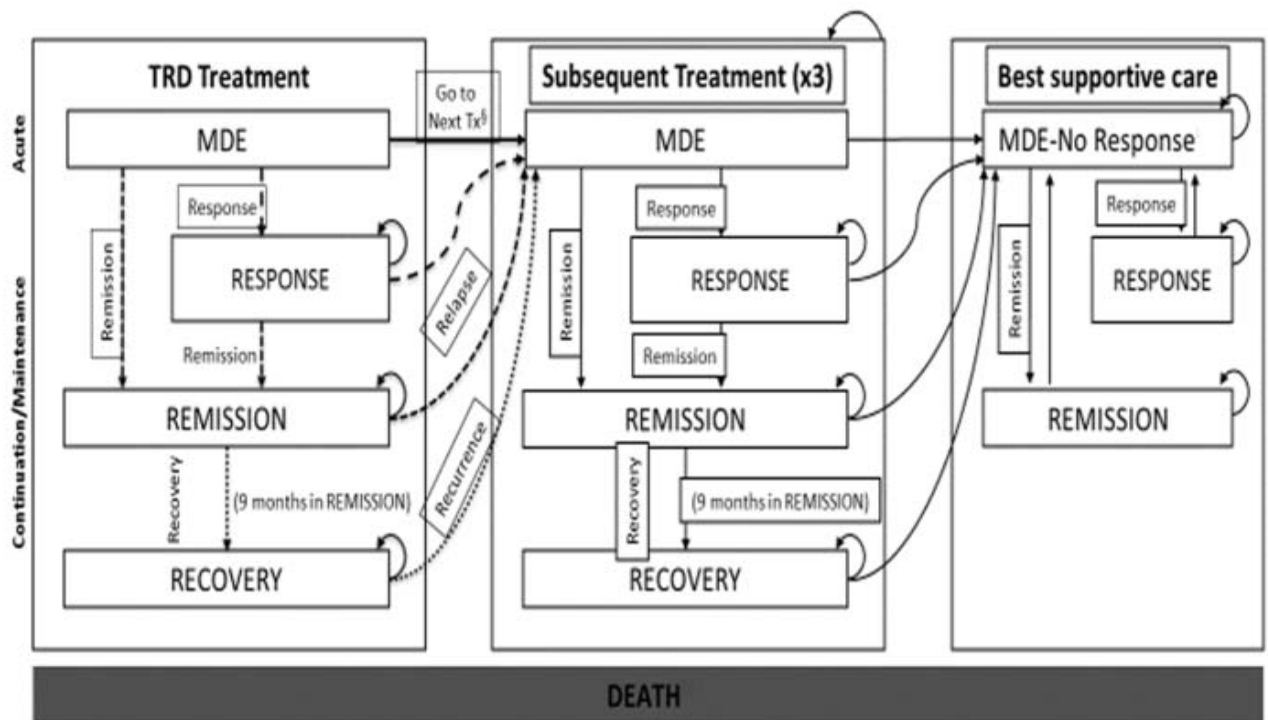 TRD Treatment
Go to
Next Tx§
Subsequent Treatment (x3)
Best supportive care
Acute
MDE
MDE
MDE-No Response
Response
Response
Response
Remission
RESPONSE
Relapse
Remission
RESPONSE
Remission
RESPONSE
Remission
Remission
Continuation/Maintenance
REMISSION
REMISSION
REMISSION
Recovery
(9 months in REMISSION)
Recurrence
Recovery
(9 months in REMISSION)
RECOVERY
RECOVERY
DEATH